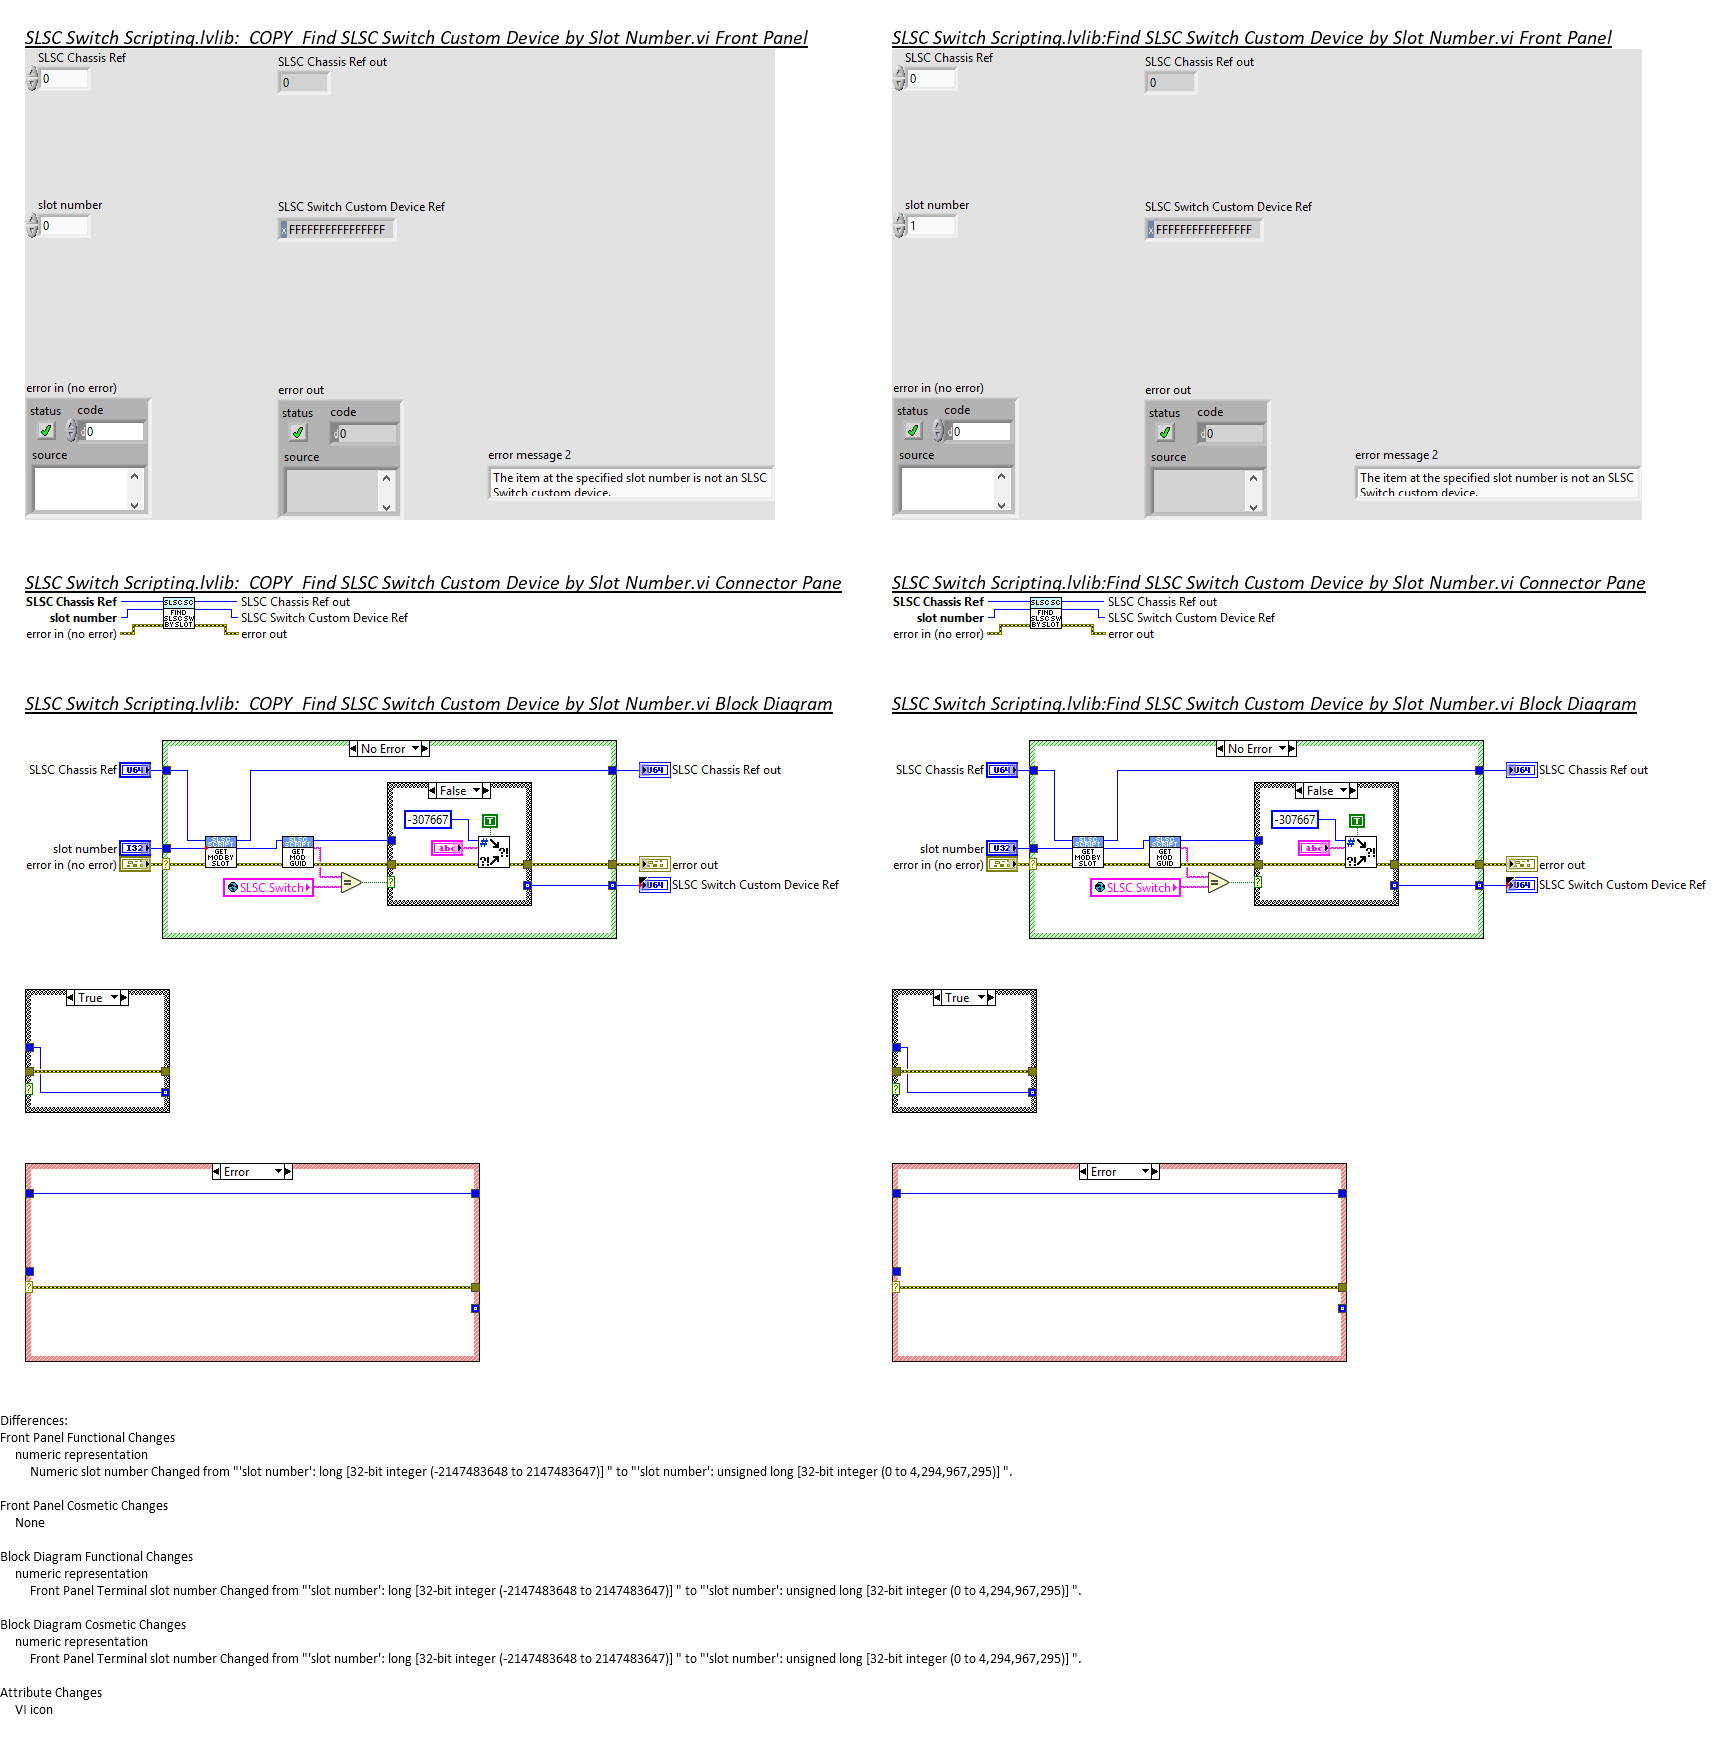 SLSC Switch Scripting.lvlib:  COPY  Find SLSC Switch Custom Device by Slot Number.vi Front Panel
SLSC Chassis Ref
0
SLSC Chassis Ref out
0
slot number
0
SLSC Switch Custom Device Ref
x FFFFFFFFFFFFFFFF
error in (no error)
status code
d 0
source
error out
status code
d 0
source
error message 2
The item at the specified slot number is not an SLSC
Switch custom device.
SLSC Switch Scripting.lvlib:Find SLSC Switch Custom Device by Slot Number.vi Front Panel
SLSC Chassis Ref
0
SLSC Chassis Ref out
0
slot number
1
SLSC Switch Custom Device Ref
x FFFFFFFFFFFFFFFF
error in (no error)
status code
d 0
source
error out
status code
d 0
source
error message 2
The item at the specified slot number is not an SLSC
Switch custom device.
SLSC Switch Scripting.lvlib:  COPY  Find SLSC Switch Custom Device by Slot Number.vi Connector Pane
SLSC Chassis Ref
slot number
error in (no error)
SLSC SC
FIND
SLSC SW
BY SLOT
SLSC Chassis Ref out
SLSC Switch Custom Device Ref
error out
SLSC Switch Scripting.lvlib:Find SLSC Switch Custom Device by Slot Number.vi Connector Pane
SLSC Chassis Ref
slot number
error in (no error)
SLSC SC
FIND
SLSC SW
BY SLOT
SLSC Chassis Ref out
SLSC Switch Custom Device Ref
error out
SLSC Switch Scripting.lvlib:  COPY  Find SLSC Switch Custom Device by Slot Number.vi Block Diagram
No Error
SLSC Chassis Ref U64
U64 SLSC Chassis Ref out
False
-307667
T
slot number I32
abc
#
?!
?!
SLSC
SCRIPT
GET
MOD BY
SLOT
SLSC
SCRIPT
GET
MOD
GUID
error in (no error)
?
error out
SLSC Switch
=
?
U64 SLSC Switch Custom Device Ref
True
?
Error
?
SLSC Switch Scripting.lvlib:Find SLSC Switch Custom Device by Slot Number.vi Block Diagram
No Error
SLSC Chassis Ref U64
U64 SLSC Chassis Ref out
False
-307667
T
slot number U32
abc
#
?!
?!
SLSC
SCRIPT
GET
MOD BY
SLOT
SLSC
SCRIPT
GET
MOD
GUID
error in (no error)
?
error out
SLSC Switch
=
?
U64 SLSC Switch Custom Device Ref
True
?
Error
?
Differences:
Front Panel Functional Changes
numeric representation
Numeric slot number Changed from "'slot number': long [32-bit integer (-2147483648 to 2147483647)] " to "'slot number': unsigned long [32-bit integer (0 to 4,294,967,295)] ".
Front Panel Cosmetic Changes
None
Block Diagram Functional Changes
numeric representation
Front Panel Terminal slot number Changed from "'slot number': long [32-bit integer (-2147483648 to 2147483647)] " to "'slot number': unsigned long [32-bit integer (0 to 4,294,967,295)] ".
Block Diagram Cosmetic Changes
numeric representation
Front Panel Terminal slot number Changed from "'slot number': long [32-bit integer (-2147483648 to 2147483647)] " to "'slot number': unsigned long [32-bit integer (0 to 4,294,967,295)] ".
Attribute Changes
VI icon